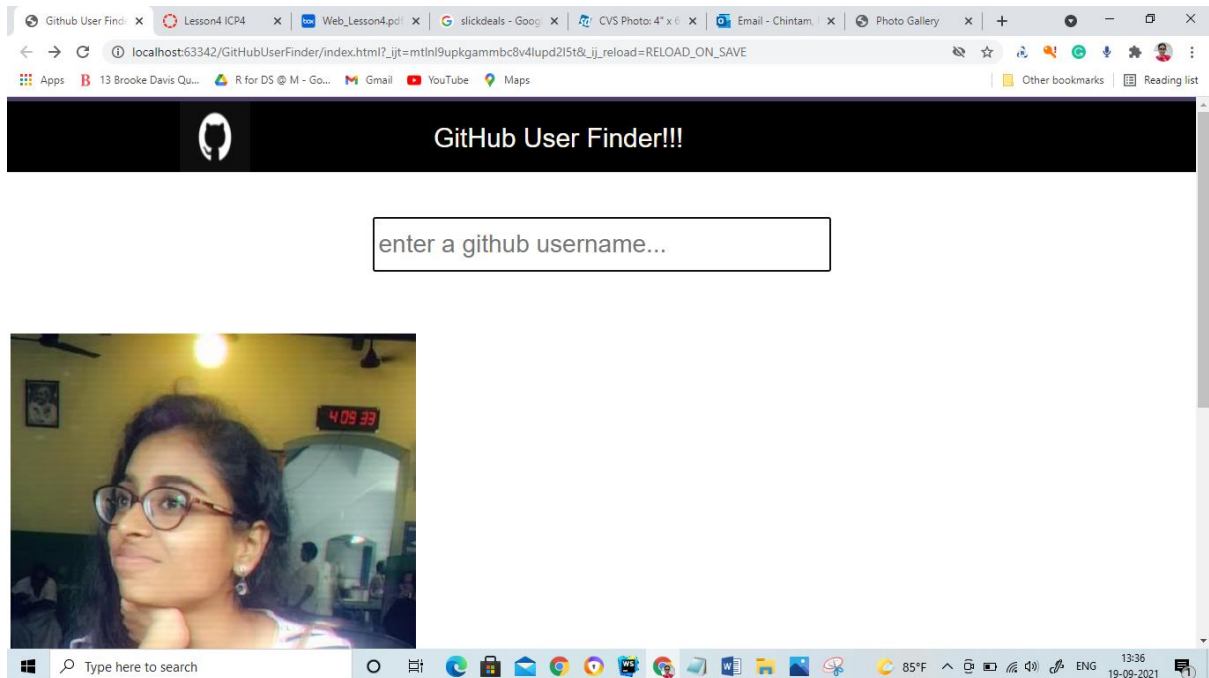 Github User Find
Lesson4 ICP4
Web_Lesson4.pdf
slickdeals - Goog
CVS Photo: 4" x 6
Email - Chintam,
Photo Gallery
localhost:63342/GitHubUserFinder/index.html?_ijt=mtlnl9upkgammbc8v4lupd2l5t&_ij_reload=RELOAD_ON_SAVE
Apps
13 Brooke Davis Qu...
R for DS @ M - Go...
Gmail
YouTube
Maps
Other bookmarks
Reading list
GitHub User Finder!!!
enter a github username...
4 09 33
Type here to search
85°F
ENG
13:36
19-09-2021